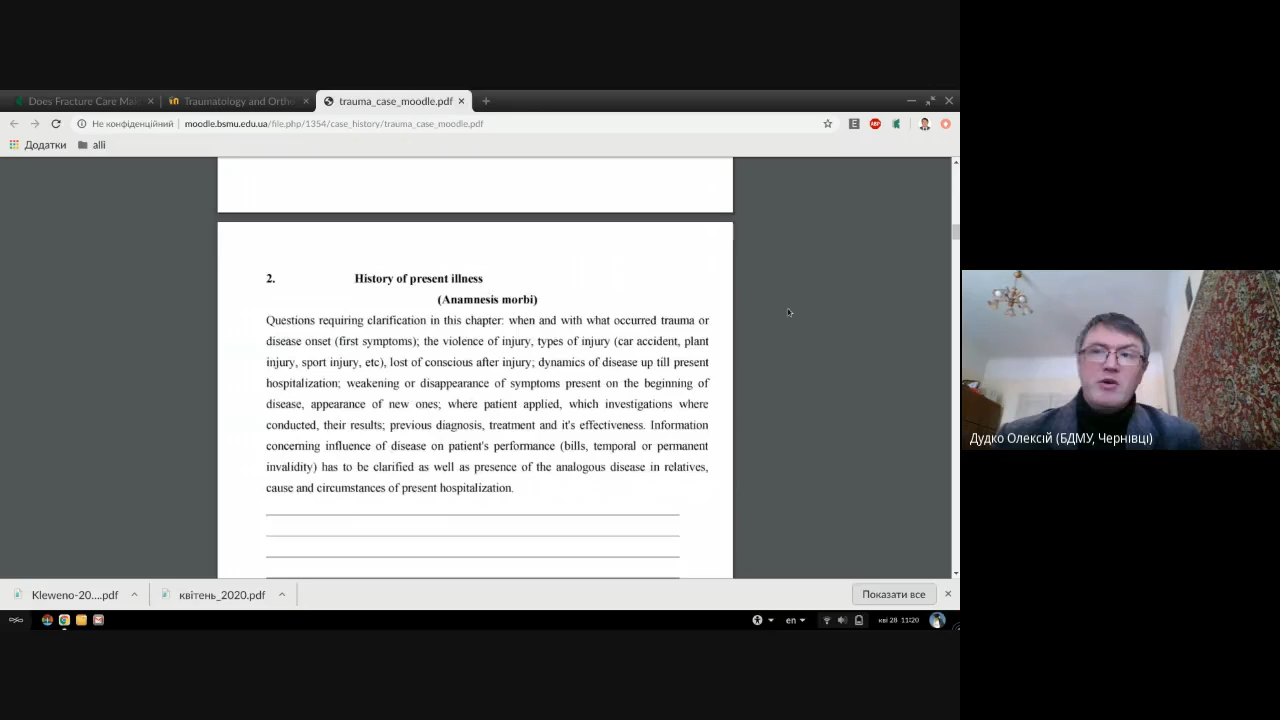 Does Fracture Care Mak
Traumatology and Ortho
trauma_case_moodle.pdf
Не конфіденційний
moodle.bsmu.edu.ua/file.php/1354/case_history/trauma_case_moodle.pdf
ABP
Додатки
alli
2. History of present illness
(Anamnesis morbi)
Questions requiring clarification in this chapter: when and with what occurred trauma or
disease onset (first symptoms); the violence of injury, types of injury (car accident, plant
injury, sport injury, etc), lost of conscious after injury; dynamics of disease up till present
hospitalization; weakening or disappearance of symptoms present on the beginning of
disease, appearance of new ones; where patient applied, which investigations where
conducted, their results; previous diagnosis, treatment and it's effectiveness. Information
concerning influence of disease on patient's performance (bills, temporal or permanent
invalidity) has to be clarified as well as presence of the analogous disease in relatives,
cause and circumstances of present hospitalization.
Дудко Олексій (БДМУ, Чернівці)
Kleweno-20....pdf
квітень_2020.pdf
Показати все
en
кві 28 11:20